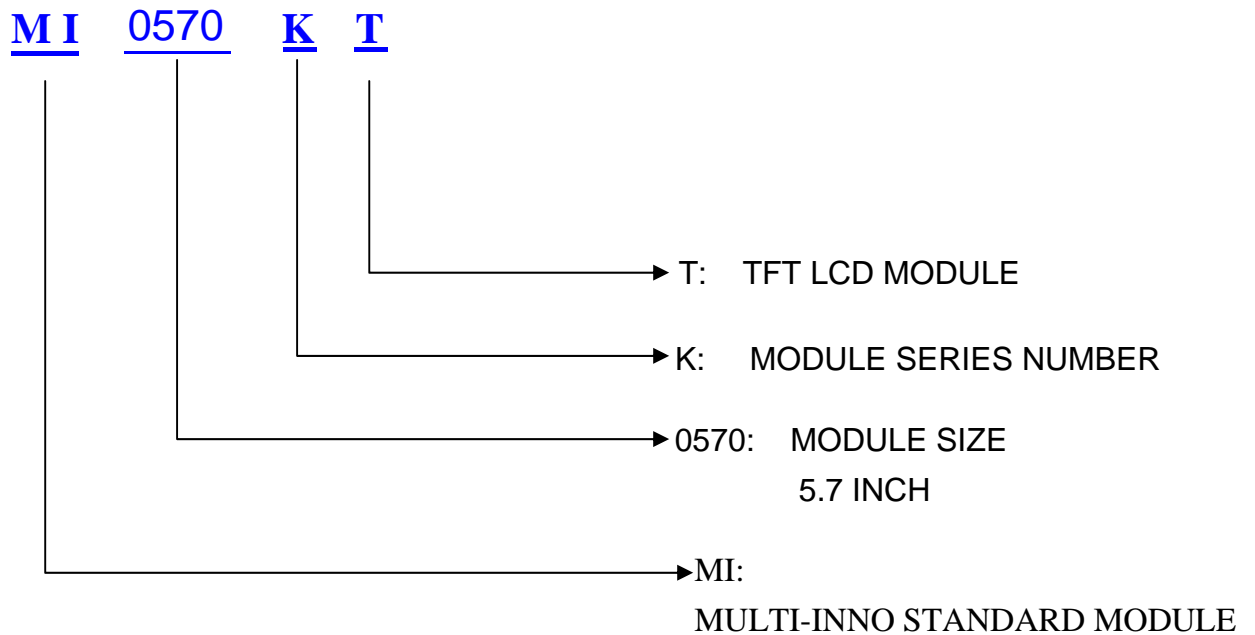 M I 0570 K T
T: TFT LCD MODULE
K: MODULE SERIES NUMBER
0570: MODULE SIZE
5.7 INCH
MI:
MULTI-INNO STANDARD MODULE